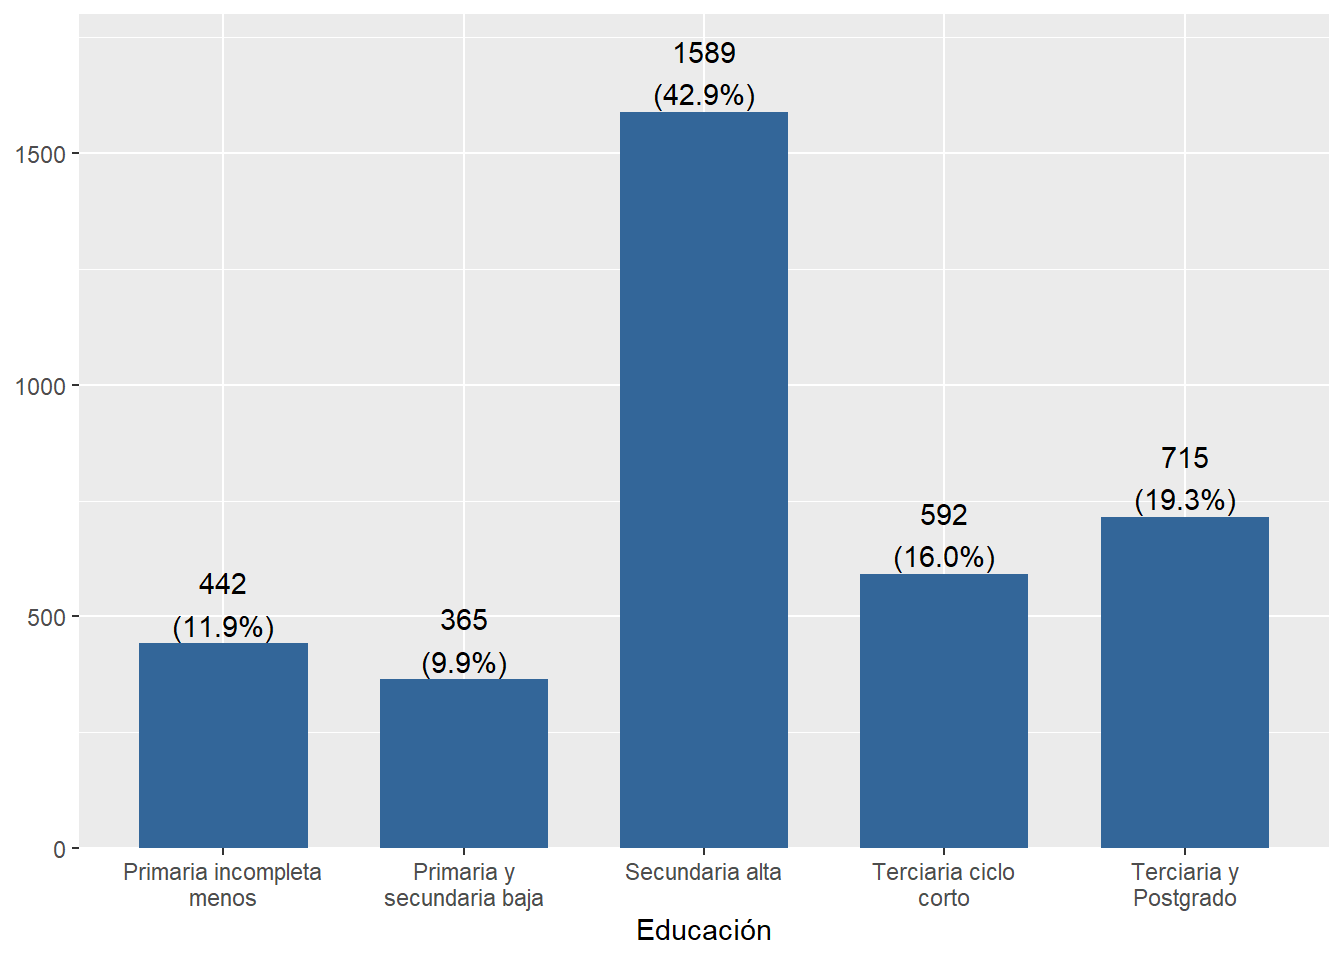 1589
(42.9%)
1500
1000
715
(19.3%)
592
(16.0%)
442
(11.9%)
365
(9.9%)
500
0
Primaria incompleta
menos
Primaria y
secundaria baja
Secundaria alta
Terciaria ciclo
corto
Terciaria y
Postgrado
Educación